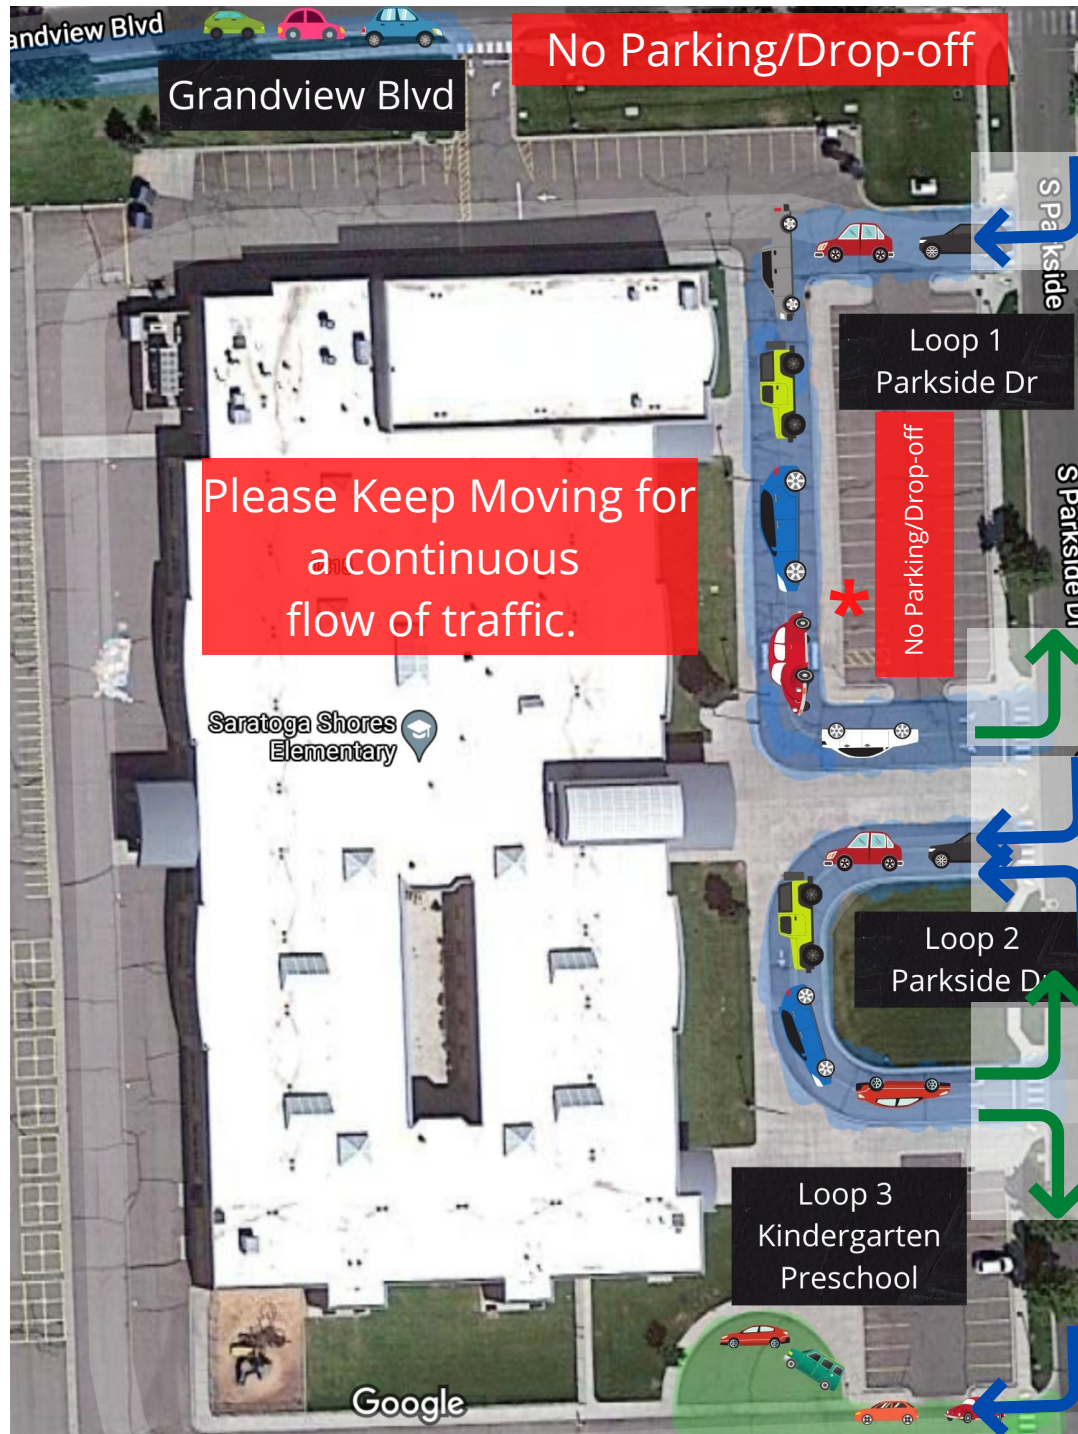 andview Blvd
No Parking/Drop-off
Grandview Blvd
S Parkside
Loop 1
Parkside Dr
No Parking/Drop-off
S Parkside Dr
Please Keep Moving for
a continuous
flow of traffic.
*
Saratoga Shores
Elementary
Loop 2
Parkside Dr
Loop 3
Kindergarten
Preschool
Google